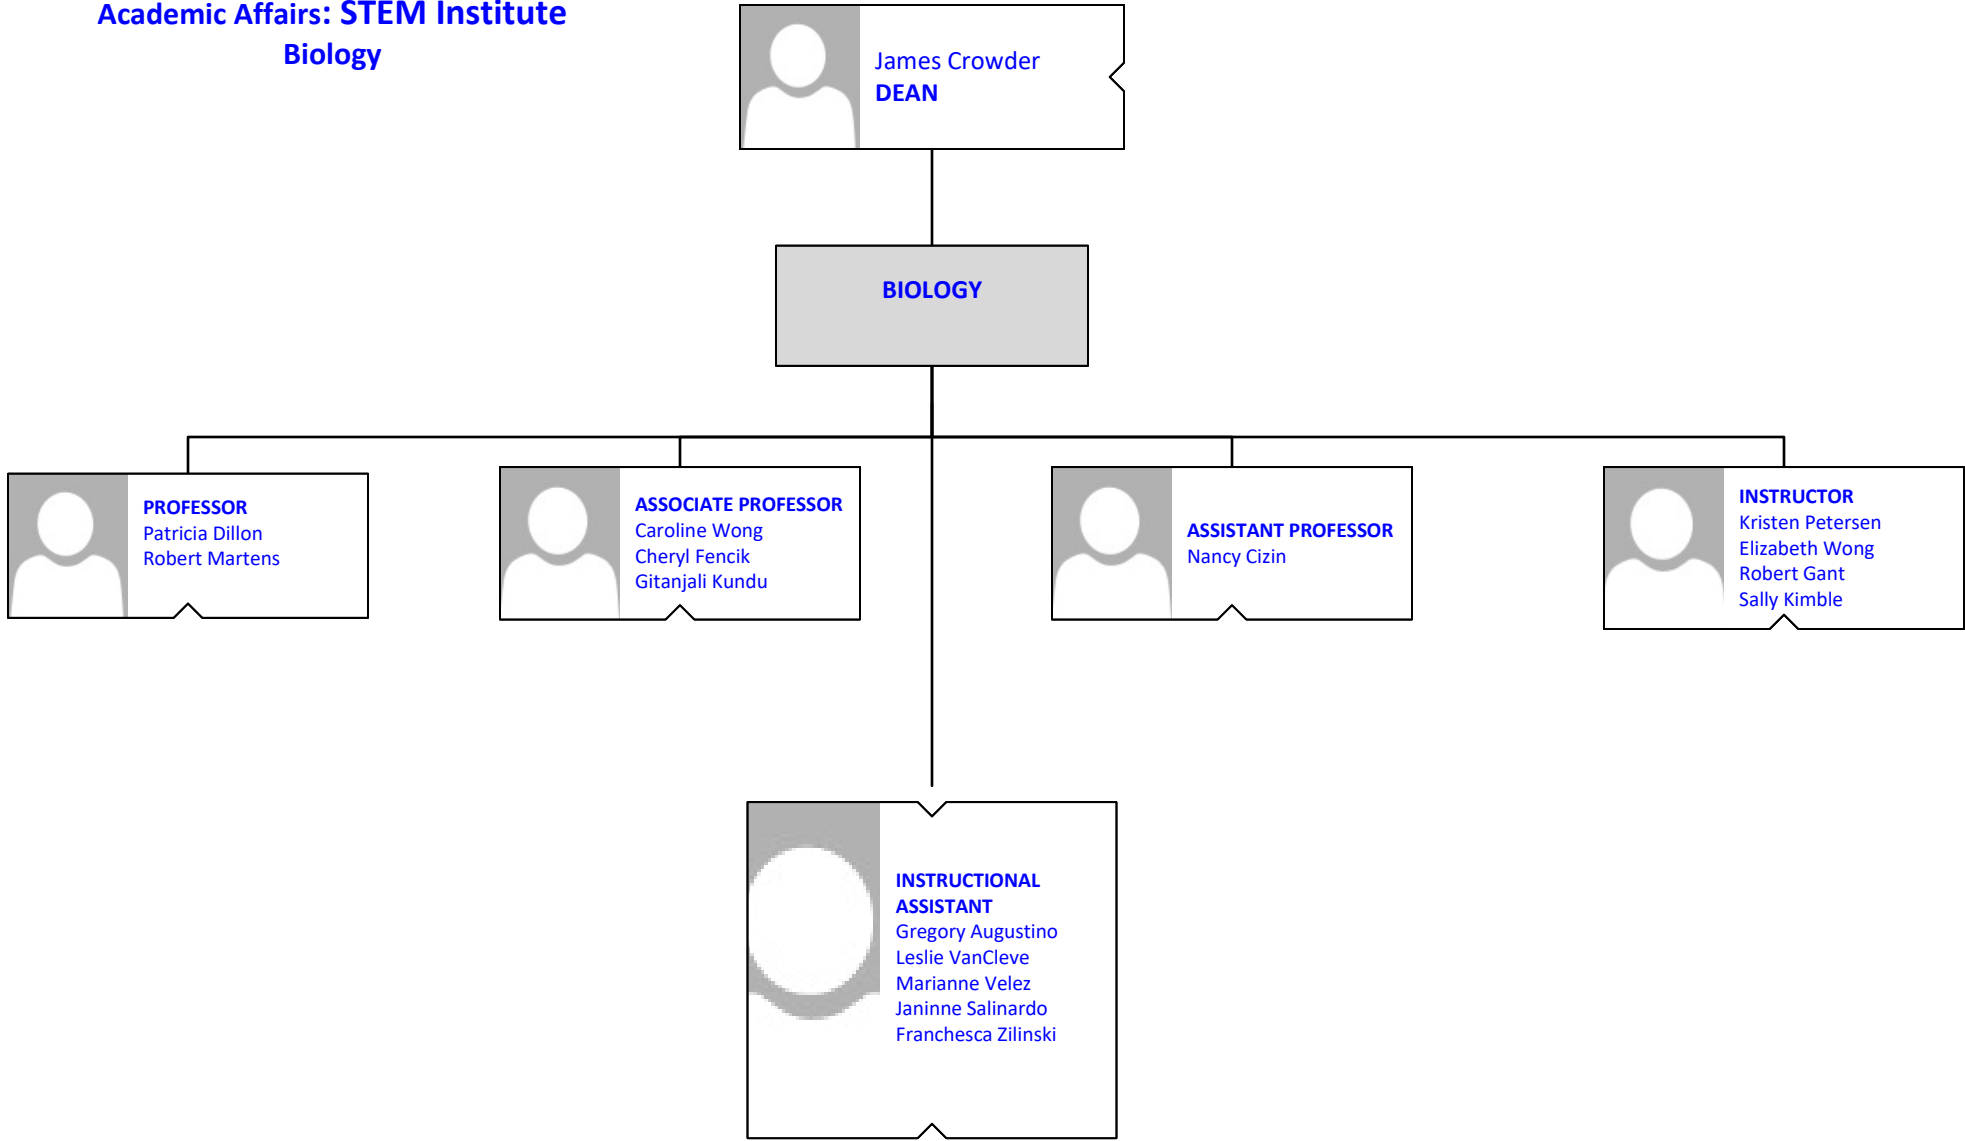 Academic Affairs: STEM Institute
Biology
James Crowder
DEAN
BIOLOGY
PROFESSOR
Patricia Dillon
Robert Martens
ASSOCIATE PROFESSOR
Caroline Wong
Cheryl Fencik
Gitanjali Kundu
ASSISTANT PROFESSOR
Nancy Cizin
INSTRUCTOR
Kristen Petersen
Elizabeth Wong
Robert Gant
Sally Kimble
INSTRUCTIONAL
ASSISTANT
Gregory Augustino
Leslie VanCleve
Marianne Velez
Janinne Salinardo
Franchesca Zilinski